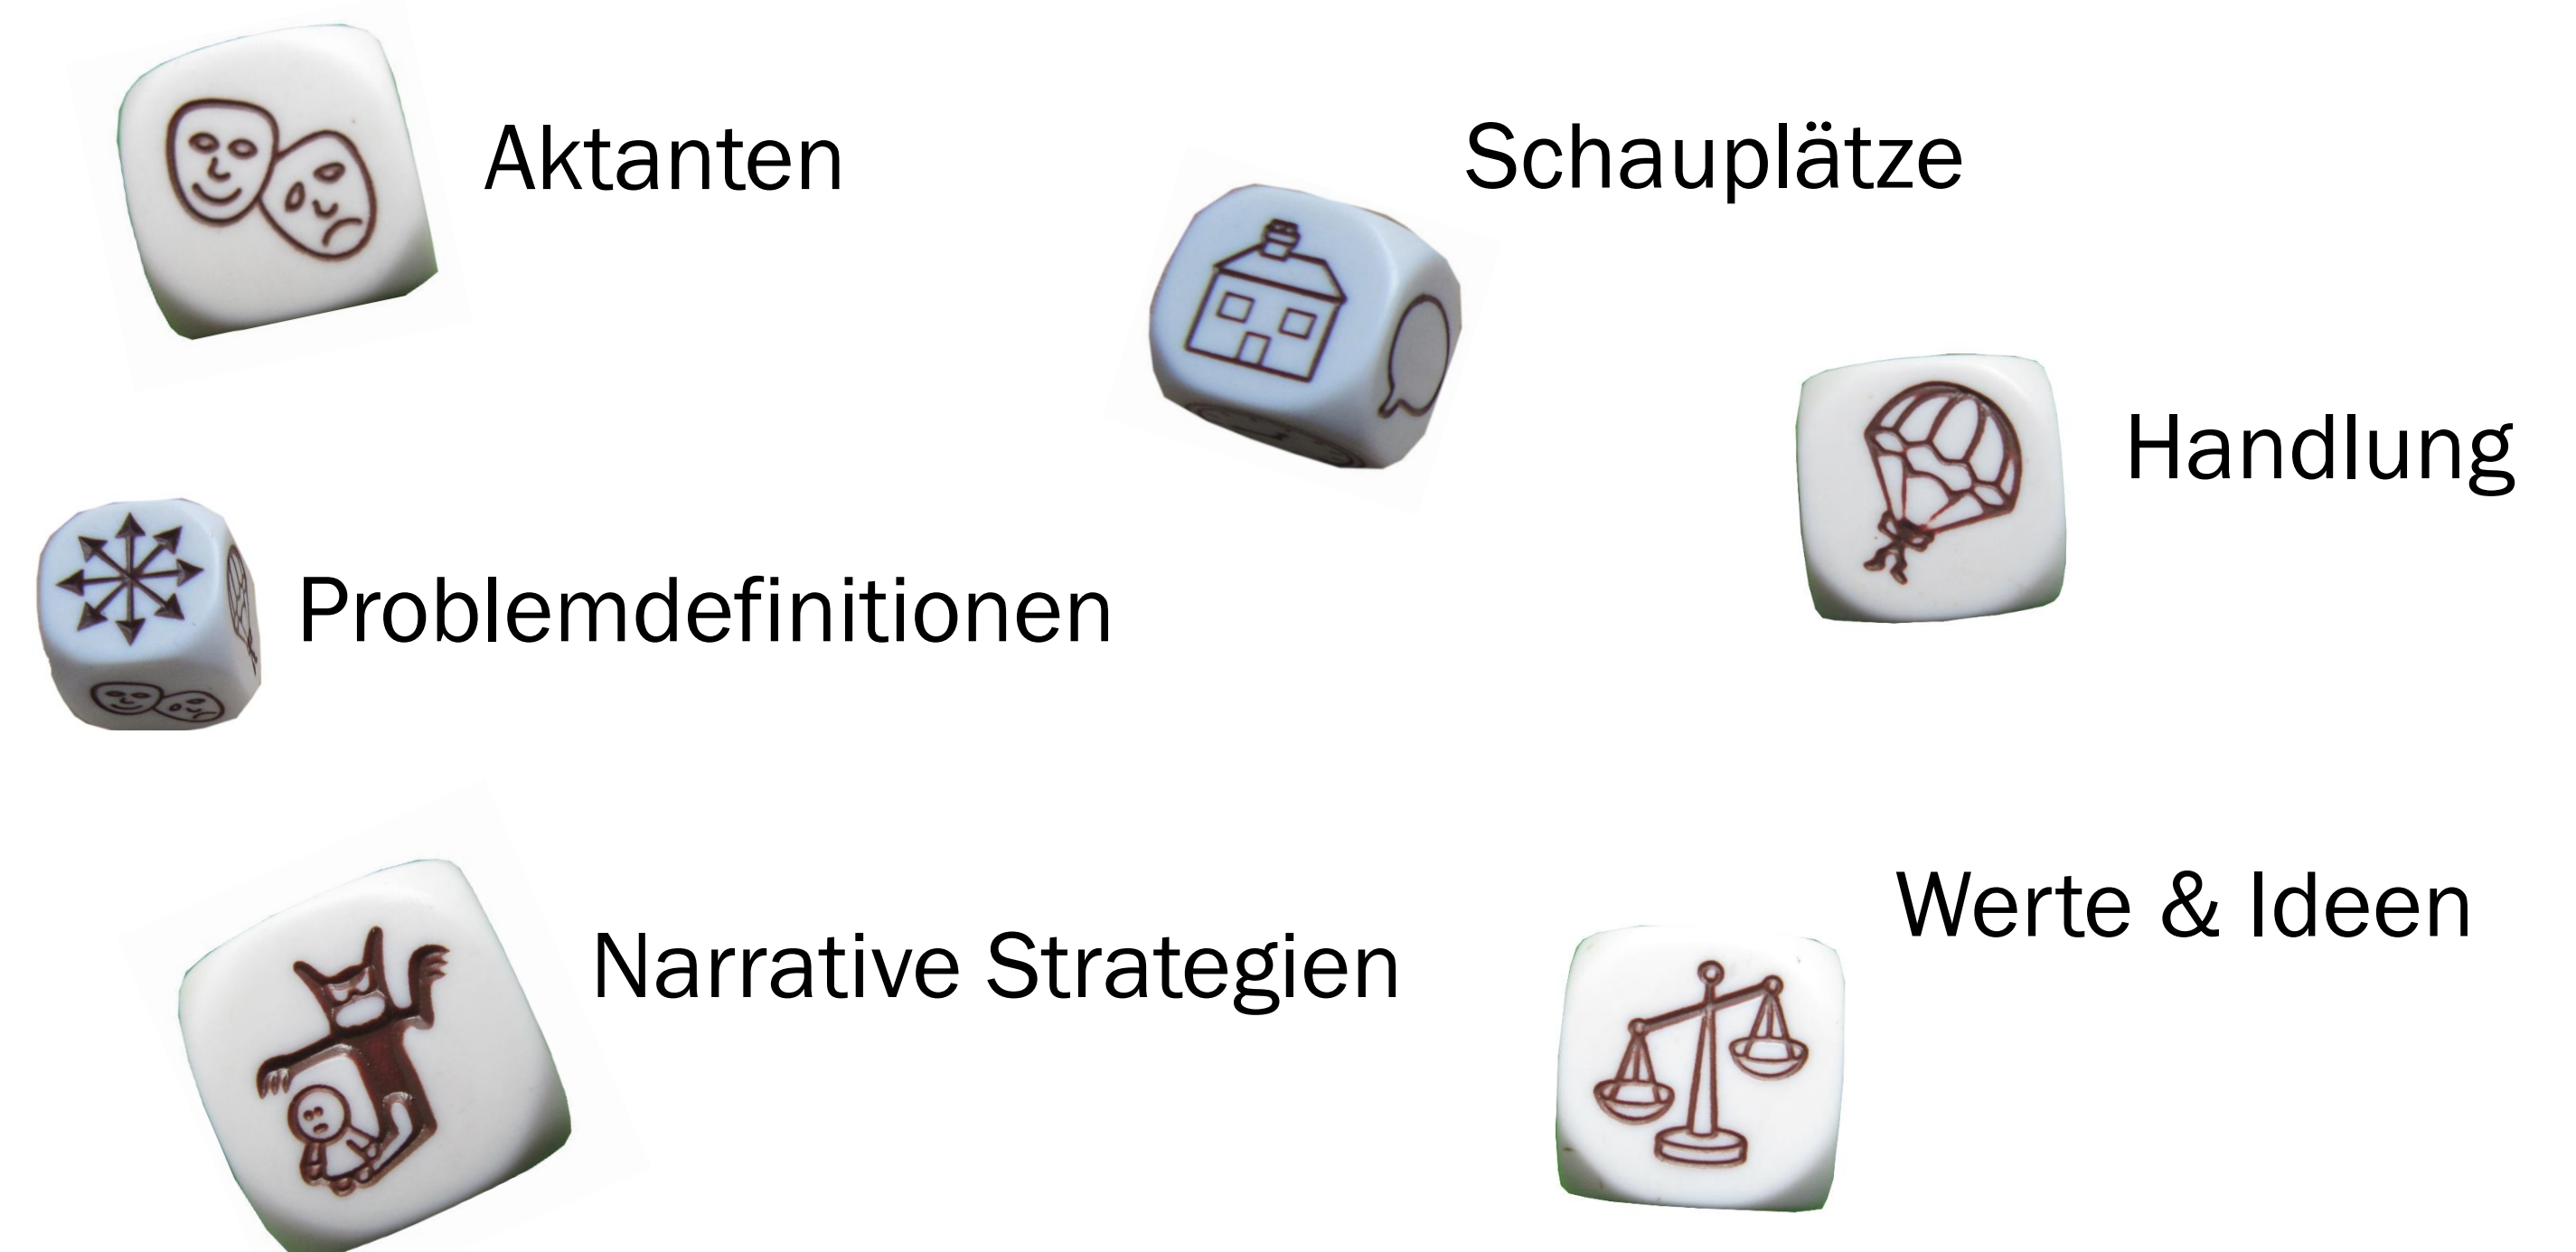 Aktanten
Schauplätze
Handlung
Problemdefinitionen
Narrative Strategien
Werte & Ideen